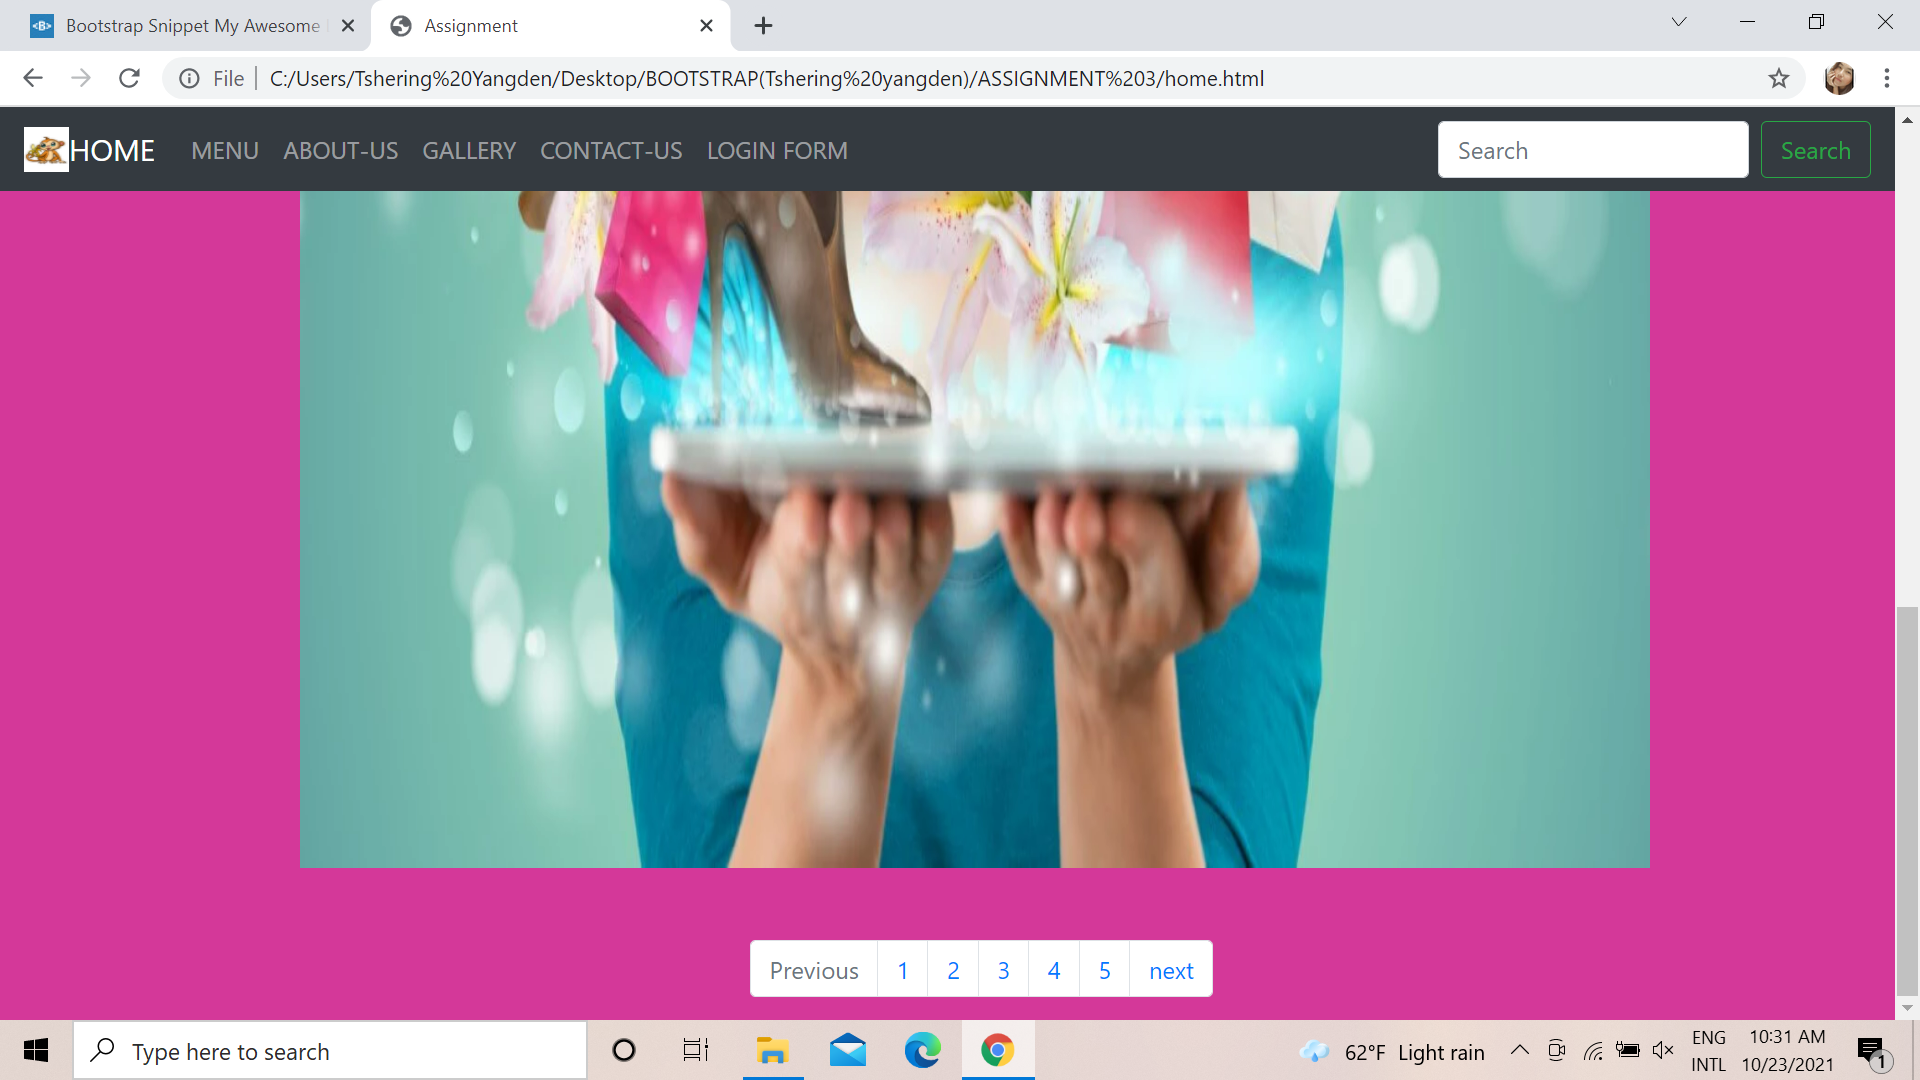 Bootstrap Snippet My Awesome
Assignment
File
C:/Users/Tshering%20Yangden/Desktop/BOOTSTRAP(Tshering%20yangden)/ASSIGNMENT%203/home.html
HOME MENU ABOUT-US GALLERY CONTACT-US LOGIN FORM Search Search
Previous 1 2 3 4 5 next
Type here to search
62°F Light rain
ENG
INTL
10:31 AM
10/23/2021
1